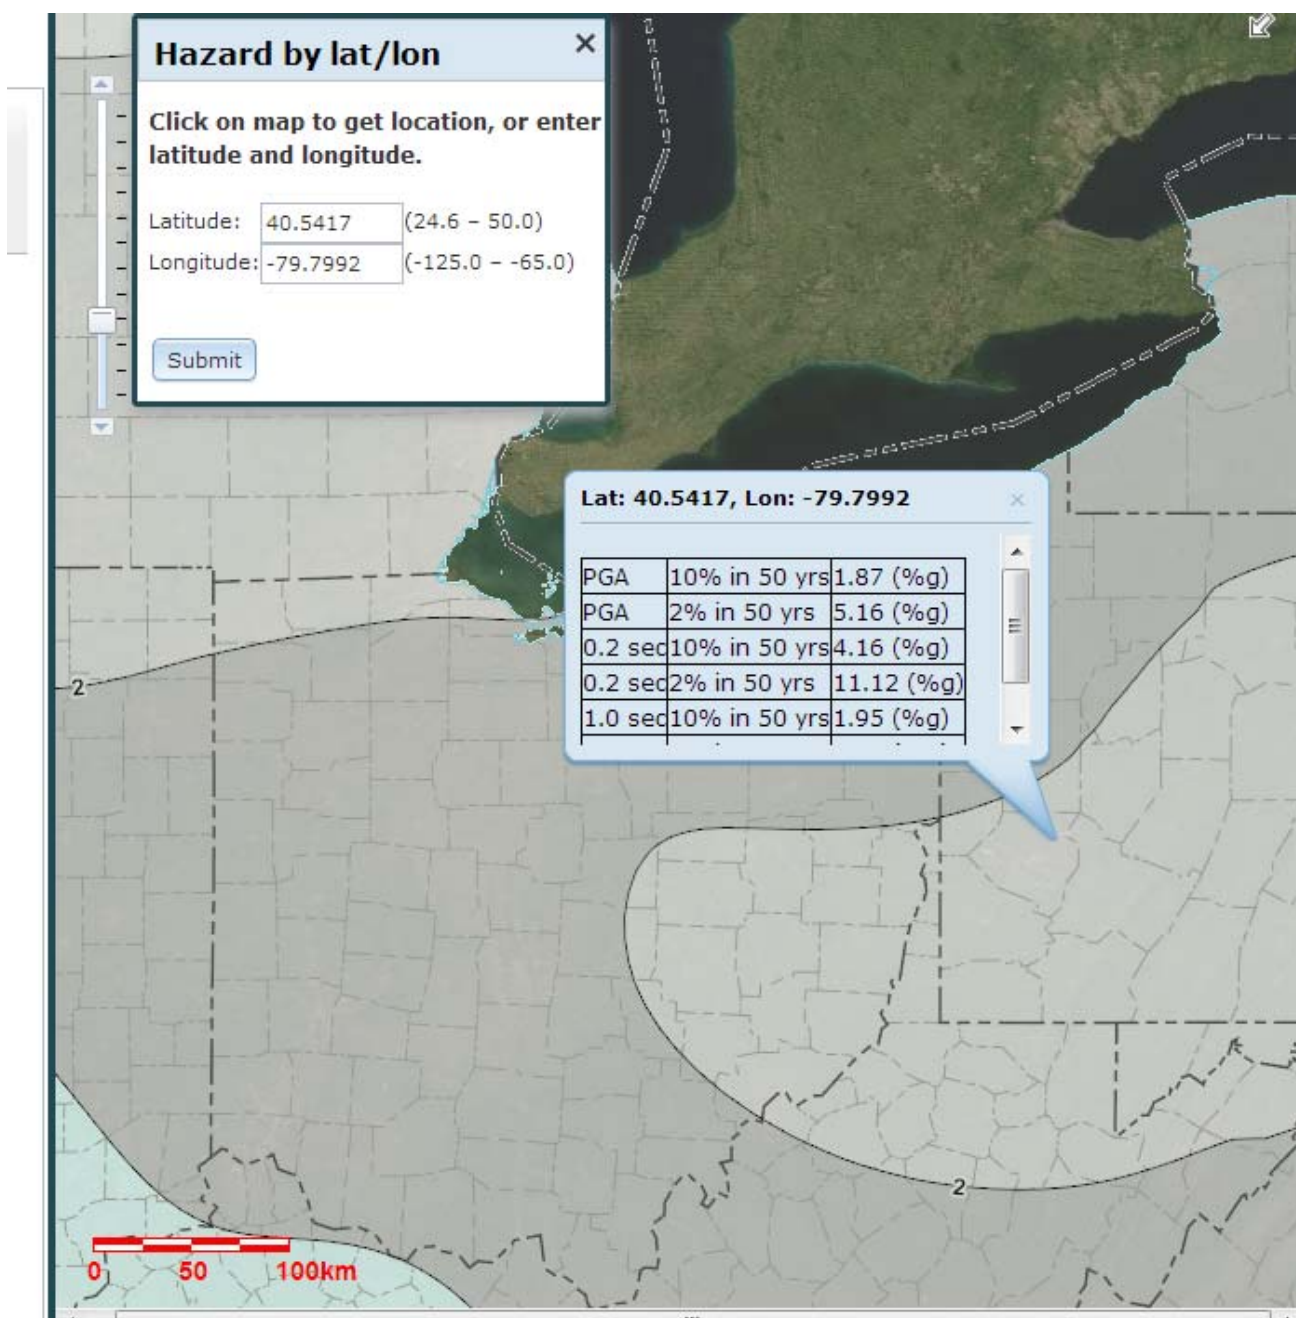 Hazard by lat/lon
Click on map to get location, or enter
latitude and longitude.
Latitude: 40.5417 (24.6 – 50.0)
Longitude: -79.7992 (-125.0 – -65.0)
Submit
Lat: 40.5417, Lon: -79.7992
PGA 10% in 50 yrs 1.87 (%g)
PGA 2% in 50 yrs 5.16 (%g)
0.2 sec 10% in 50 yrs 4.16 (%g)
0.2 sec 2% in 50 yrs 11.12 (%g)
1.0 sec 10% in 50 yrs 1.95 (%g)
2
2
0 50 100km